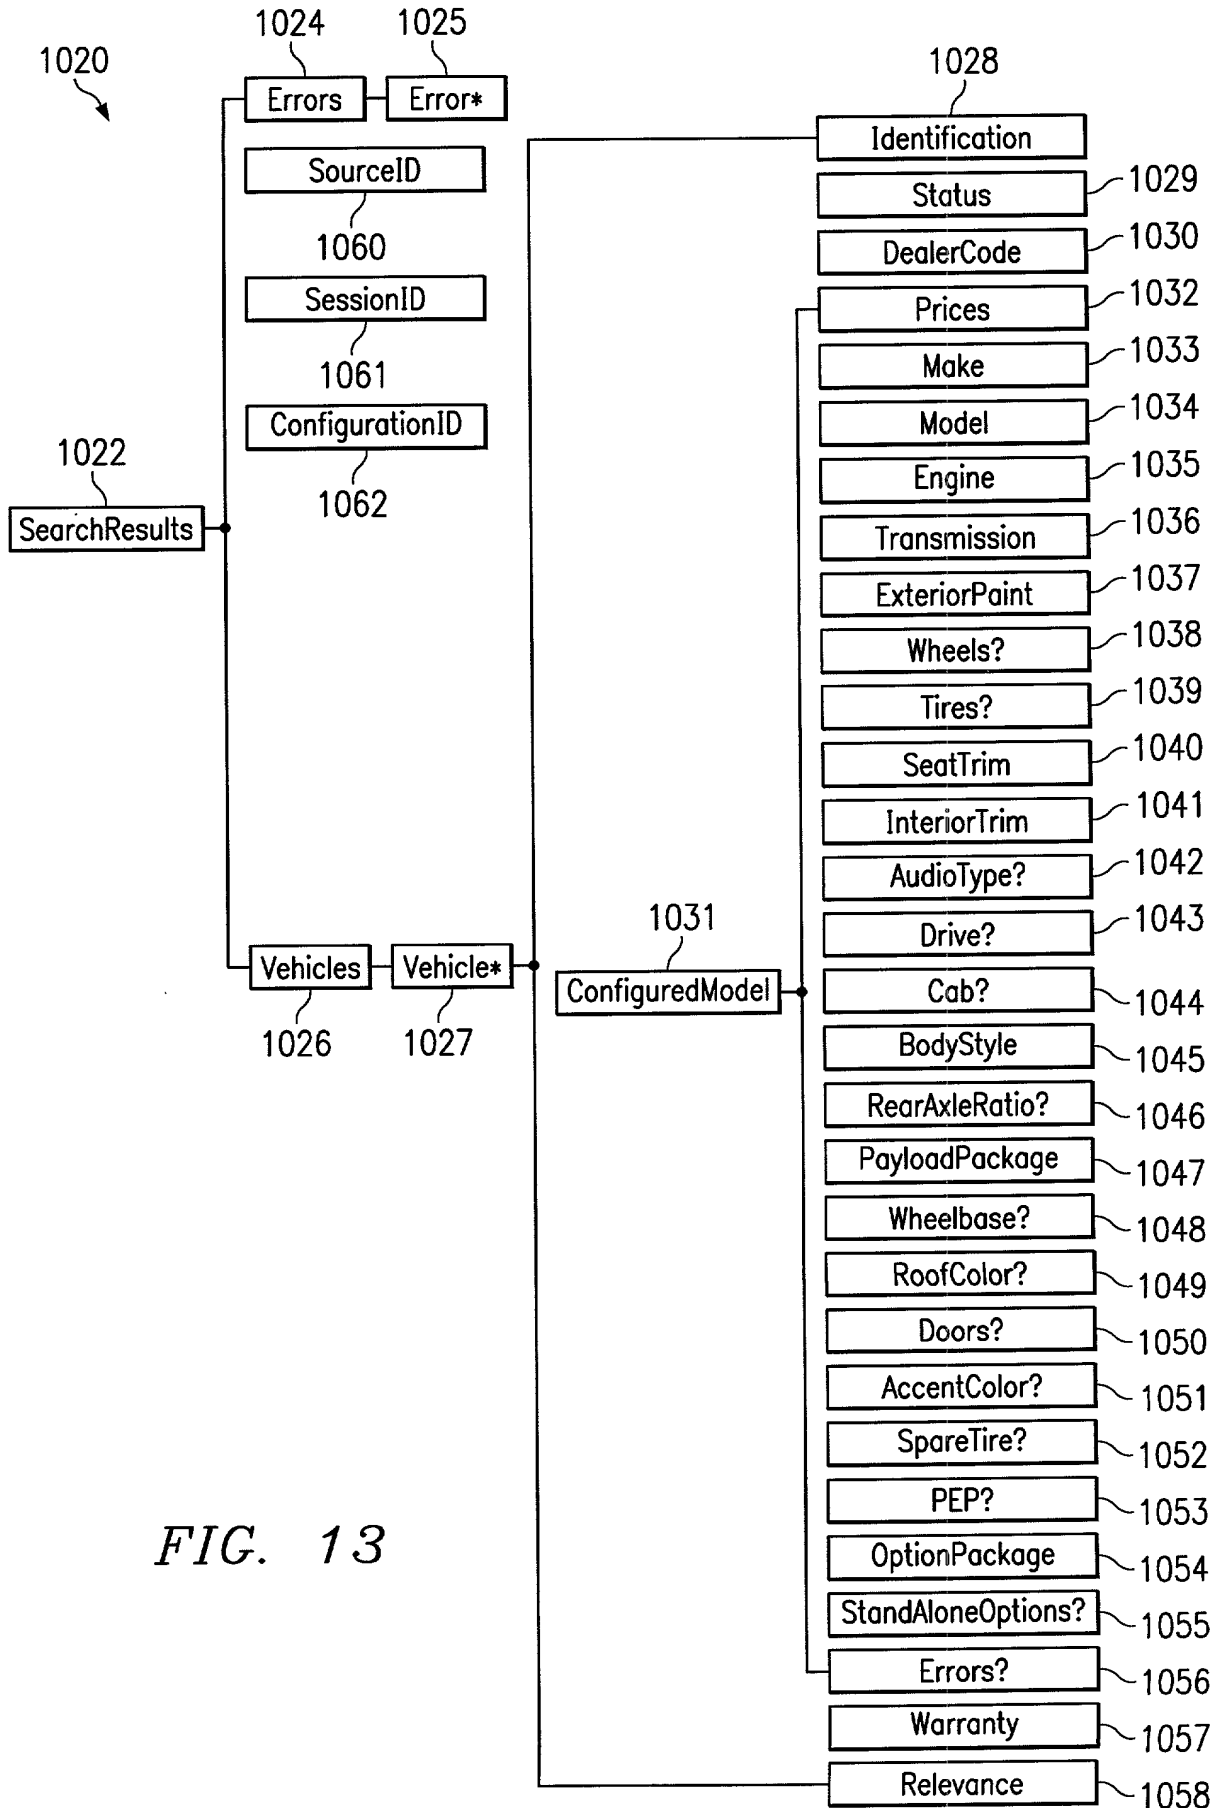 1020
1024
1025
Errors
Error*
SourceID
1060
SessionID
1061
ConfigurationID
1062
1022
SearchResults
Vehicles
Vehicle*
1026
1027
1031
ConfiguredModel
1028
Identification
Status 1029
DealerCode 1030
Prices 1032
Make 1033
Model 1034
Engine 1035
Transmission 1036
ExteriorPaint 1037
Wheels? 1038
Tires? 1039
SeatTrim 1040
InteriorTrim 1041
AudioType? 1042
Drive? 1043
Cab? 1044
BodyStyle 1045
RearAxleRatio? 1046
PayloadPackage 1047
Wheelbase? 1048
RoofColor? 1049
Doors? 1050
AccentColor? 1051
SpareTire? 1052
PEP? 1053
OptionPackage 1054
StandAloneOptions? 1055
Errors? 1056
Warranty 1057
Relevance 1058
FIG. 13